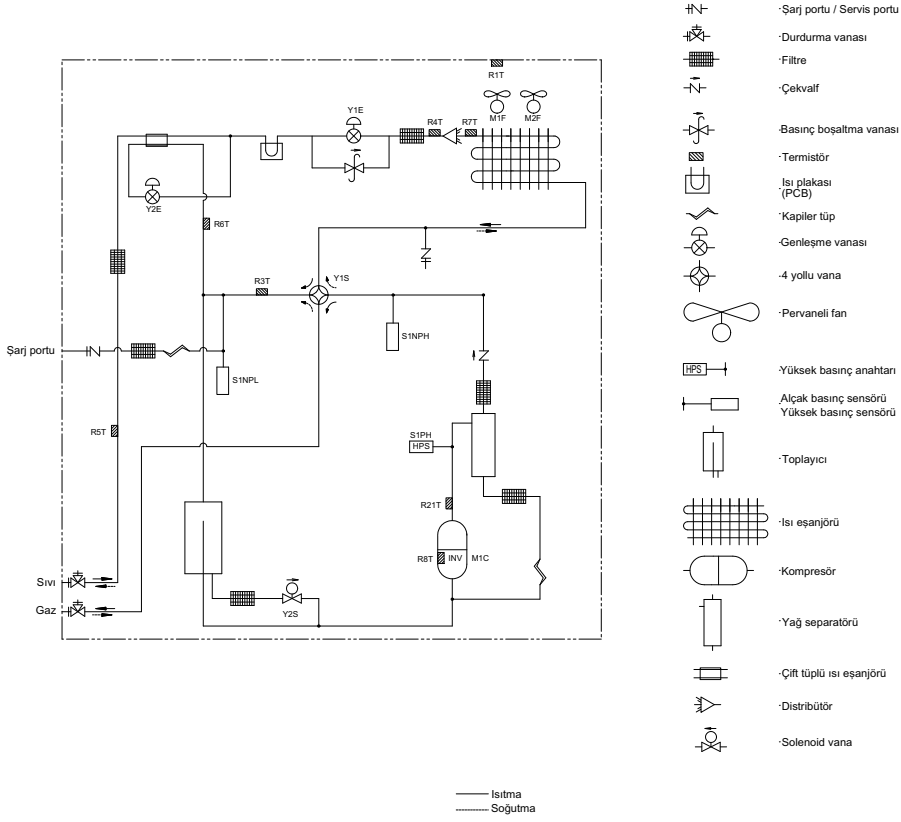 ·Şarj portu / Servis portu
·Durdurma vanası
·Filtre
·Çekvalf
·Basınç boşaltma vanası
·Termistör
·Isı plakası
(PCB)
·Kapiler tüp
·Genleşme vanası
·4 yollu vana
·Pervaneli fan
HPS
·Yüksek basınç anahtarı
·Alçak basınç sensörü
Yüksek basınç sensörü
·Toplayıcı
·Isı eşanjörü
·Kompresör
·Yağ separatörü
·Çift tüplü ısı eşanjörü
·Distribütör
·Solenoid vana
R1T
Y1E
R4T
R7T
M1F
M2F
Y2E
R6T
R3T
Y1S
S1NPH
Şarj portu
S1NPL
R5T
S1PH
HPS
R21T
R8T
INV
M1C
Sıvı
Gaz
Y2S
Isıtma
Soğutma